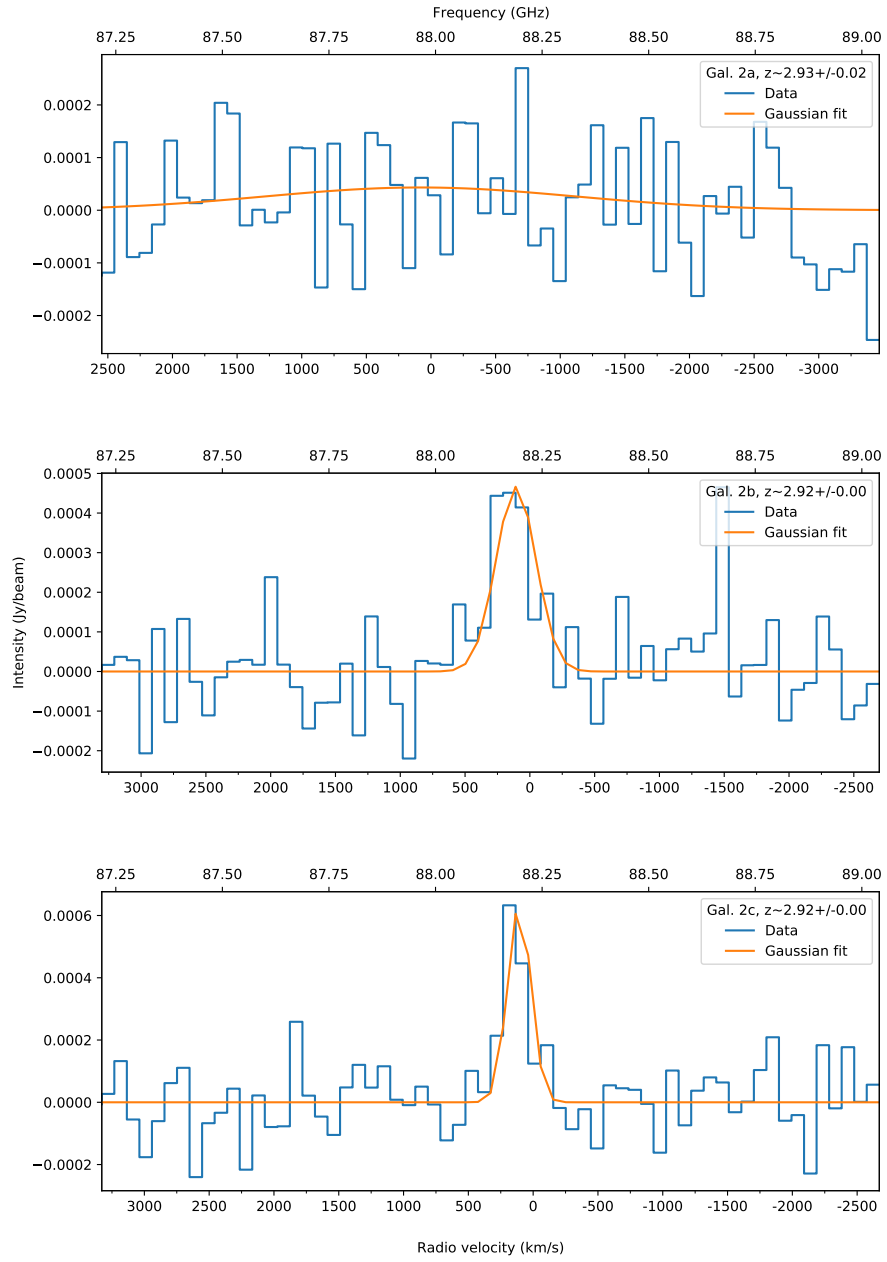 Frequency (GHz)
87.25 87.50 87.75 88.00 88.25 88.50 88.75 89.00
Gal. 2a, z~2.93+/-0.02
Data
Gaussian fit
0.0002
0.0001
0.0000
−0.0001
−0.0002
2500 2000 1500 1000 500 0 -500 -1000 -1500 -2000 -2500 -3000
87.25 87.50 87.75 88.00 88.25 88.50 88.75 89.00
Gal. 2b, z~2.92+/-0.00
Data
Gaussian fit
Intensity (Jy/beam)
0.0005
0.0004
0.0003
0.0002
0.0001
0.0000
−0.0001
−0.0002
3000 2500 2000 1500 1000 500 0 -500 -1000 -1500 -2000 -2500
87.25 87.50 87.75 88.00 88.25 88.50 88.75 89.00
Gal. 2c, z~2.92+/-0.00
Data
Gaussian fit
0.0006
0.0004
0.0002
0.0000
−0.0002
3000 2500 2000 1500 1000 500 0 -500 -1000 -1500 -2000 -2500
Radio velocity (km/s)